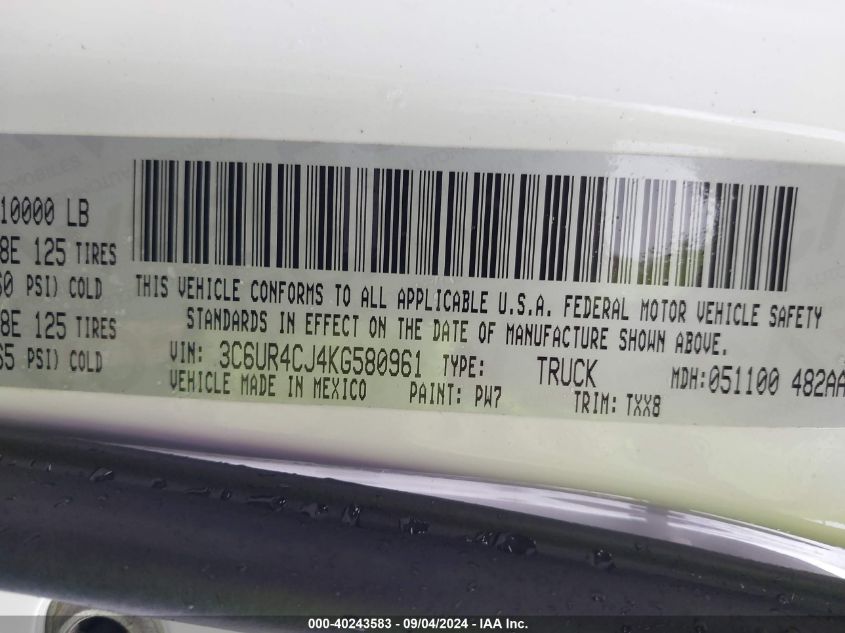 10000 LB
8E 125 TIRES
60 PSI) COLD
8E 125 TIRES
65 PSI) COLD
THIS VEHICLE CONFORMS TO ALL APPLICABLE U.S.A. FEDERAL MOTOR VEHICLE SAFETY
STANDARDS IN EFFECT ON THE DATE OF MANUFACTURE SHOWN ABOVE.
VIN: 3C6UR4CJ4KG580961 TYPE: TRUCK MDH:051100 482AA
VEHICLE MADE IN MEXICO PAINT: PW7 TRIM: TXX8
000-40243583 - 09/04/2024 - IAA Inc.